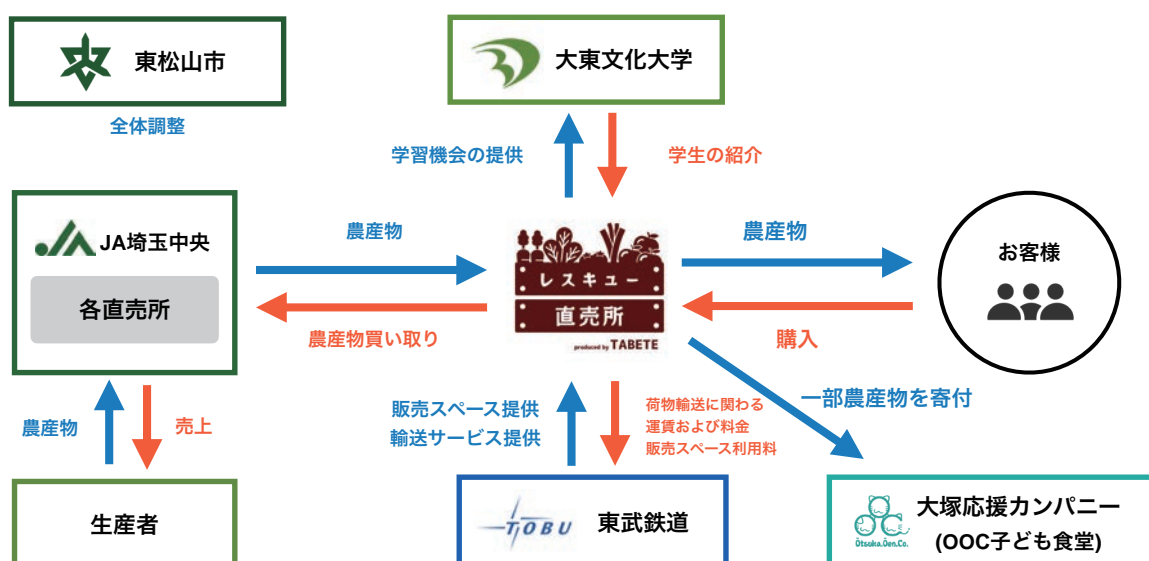 東松山市
全体調整
大東文化大学
学習機会の提供
学生の紹介
JA埼玉中央
各直売所
農産物
農産物買い取り
レスキュー
直売所
produced by TABETE
農産物
購入
お客様
農産物
売上
生産者
販売スペース提供
輸送サービス提供
荷物輸送に関わる
運賃および料金
販売スペース利用料
一部農産物を寄付
TOBU
東武鉄道
Otsuka.Ōen.Co.
大塚応援カンパニー
(OOC子ども食堂)